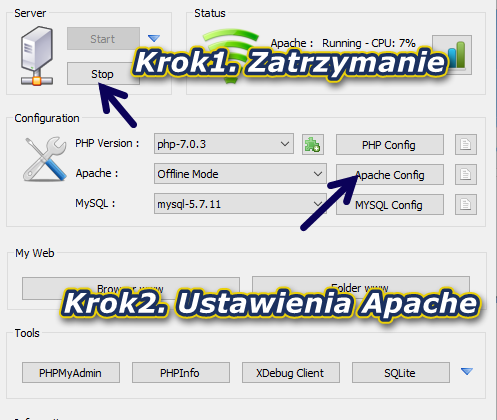 Server
Status
Start
Apache : Running - CPU: 7%
Stop
Krok1. Zatrzymanie
Configuration
PHP Version :
php-7.0.3
PHP Config
Apache :
Offline Mode
Apache Config
MySQL :
mysql-5.7.11
MYSQL Config
My Web
Browser www
Folder www
Krok2. Ustawienia Apache
Tools
PHPMyAdmin
PHPInfo
XDebug Client
SQLite